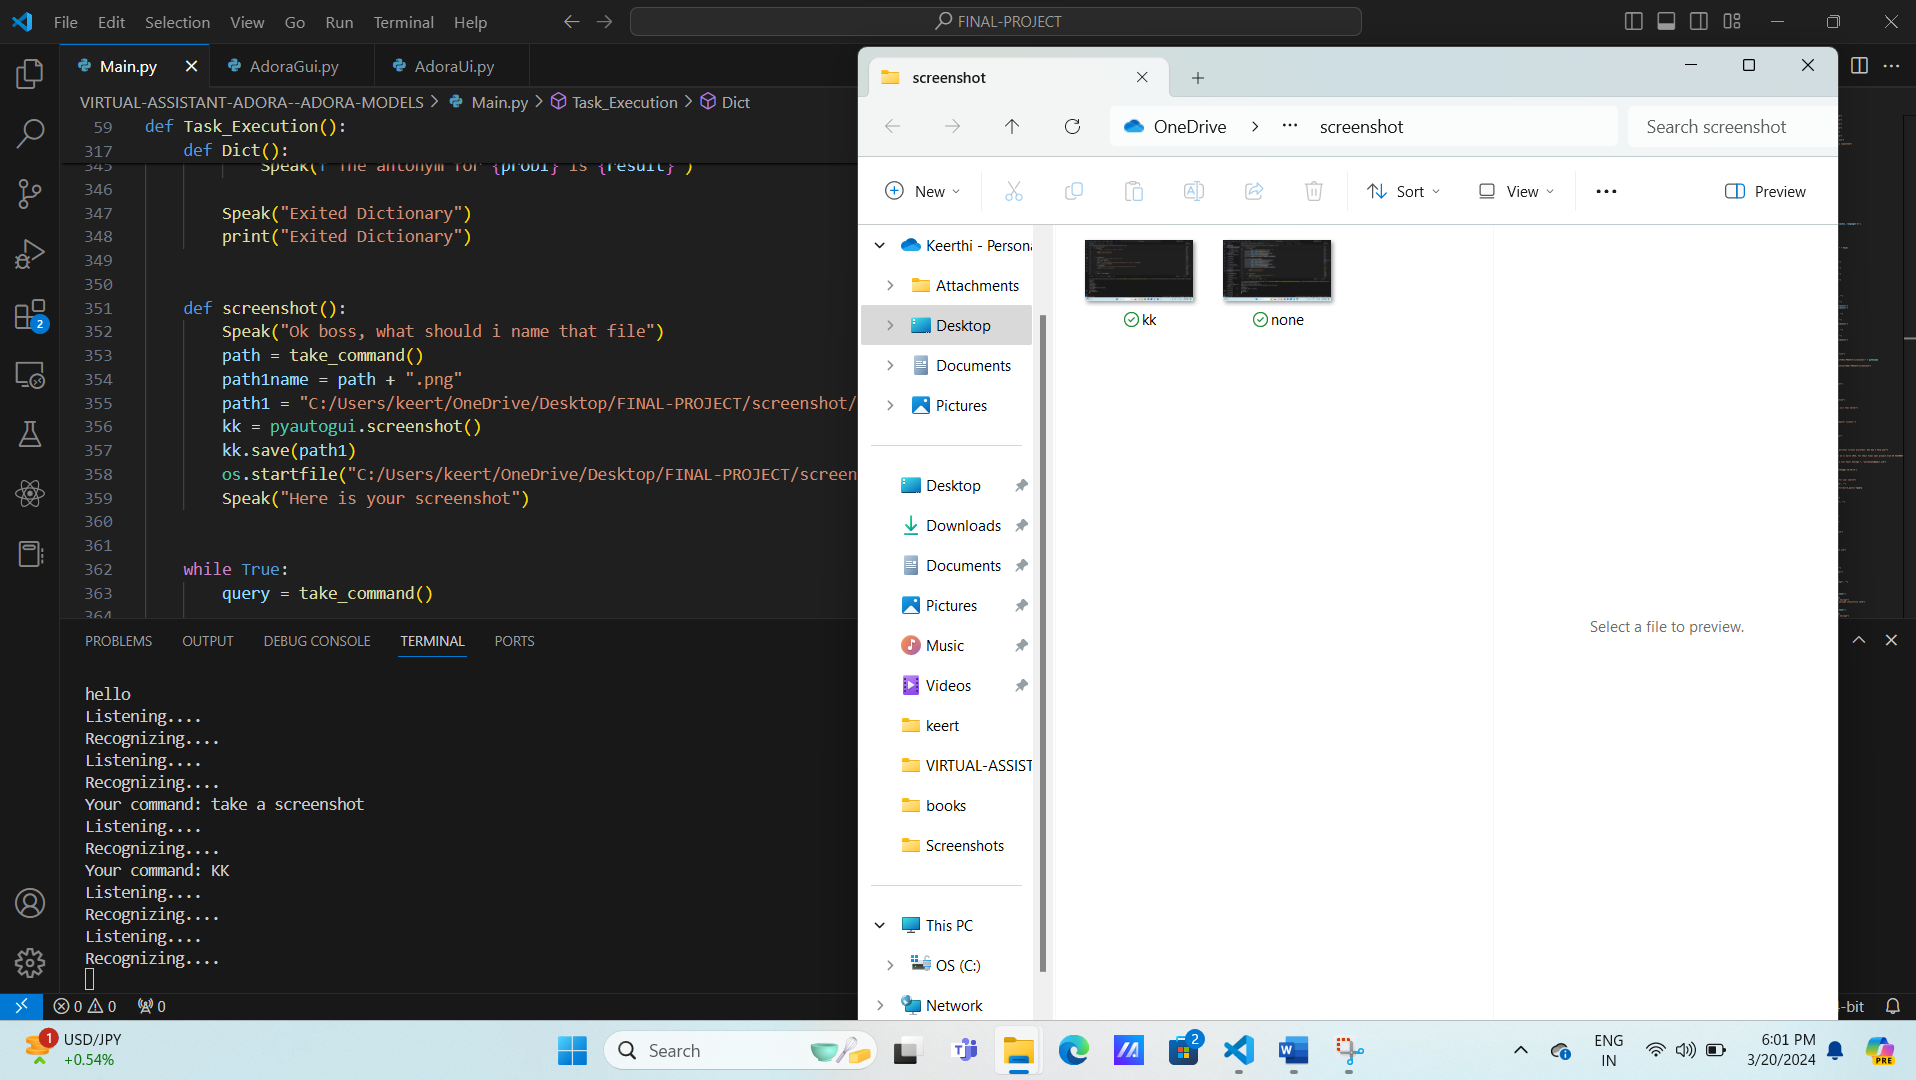 File Edit Selection View Go Run Terminal Help
FINAL-PROJECT
Main.py AdoraGui.py AdoraUi.py
VIRTUAL-ASSISTANT-ADORA--ADORA-MODELS > Main.py > Task_Execution > Dict
59 def Task_Execution():
317 def Dict():
345 Speak(f"The antonym for {probl} is {result}")
346
347 Speak("Exited Dictionary")
348 print("Exited Dictionary")
349
350
351 def screenshot():
352 Speak("Ok boss, what should i name that file")
353 path = take_command()
354 path1name = path + ".png"
355 path1 = "C:/Users/keert/OneDrive/Desktop/FINAL-PROJECT/screenshot/
356 kk = pyautogui.screenshot()
357 kk.save(path1)
358 os.startfile("C:/Users/keert/OneDrive/Desktop/FINAL-PROJECT/screen
359 Speak("Here is your screenshot")
360
361
362 while True:
363 query = take_command()
364
PROBLEMS OUTPUT DEBUG CONSOLE TERMINAL PORTS
hello
Listening....
Recognizing....
Listening....
Recognizing....
Your command: take a screenshot
Listening....
Recognizing....
Your command: KK
Listening....
Recognizing....
Listening....
Recognizing....
2
0 0 0
-bit
screenshot
OneDrive > ... screenshot
Search screenshot
New Sort View ... Preview
Keerthi - Persona
Attachments
Desktop
Documents
Pictures
Desktop
Downloads
Documents
Pictures
Music
Videos
keert
VIRTUAL-ASSIST
books
Screenshots
This PC
OS (C:)
Network
kk none
Select a file to preview.
1
USD/JPY
+0.54%
Search
2
ENG
IN
6:01 PM
3/20/2024
PRE